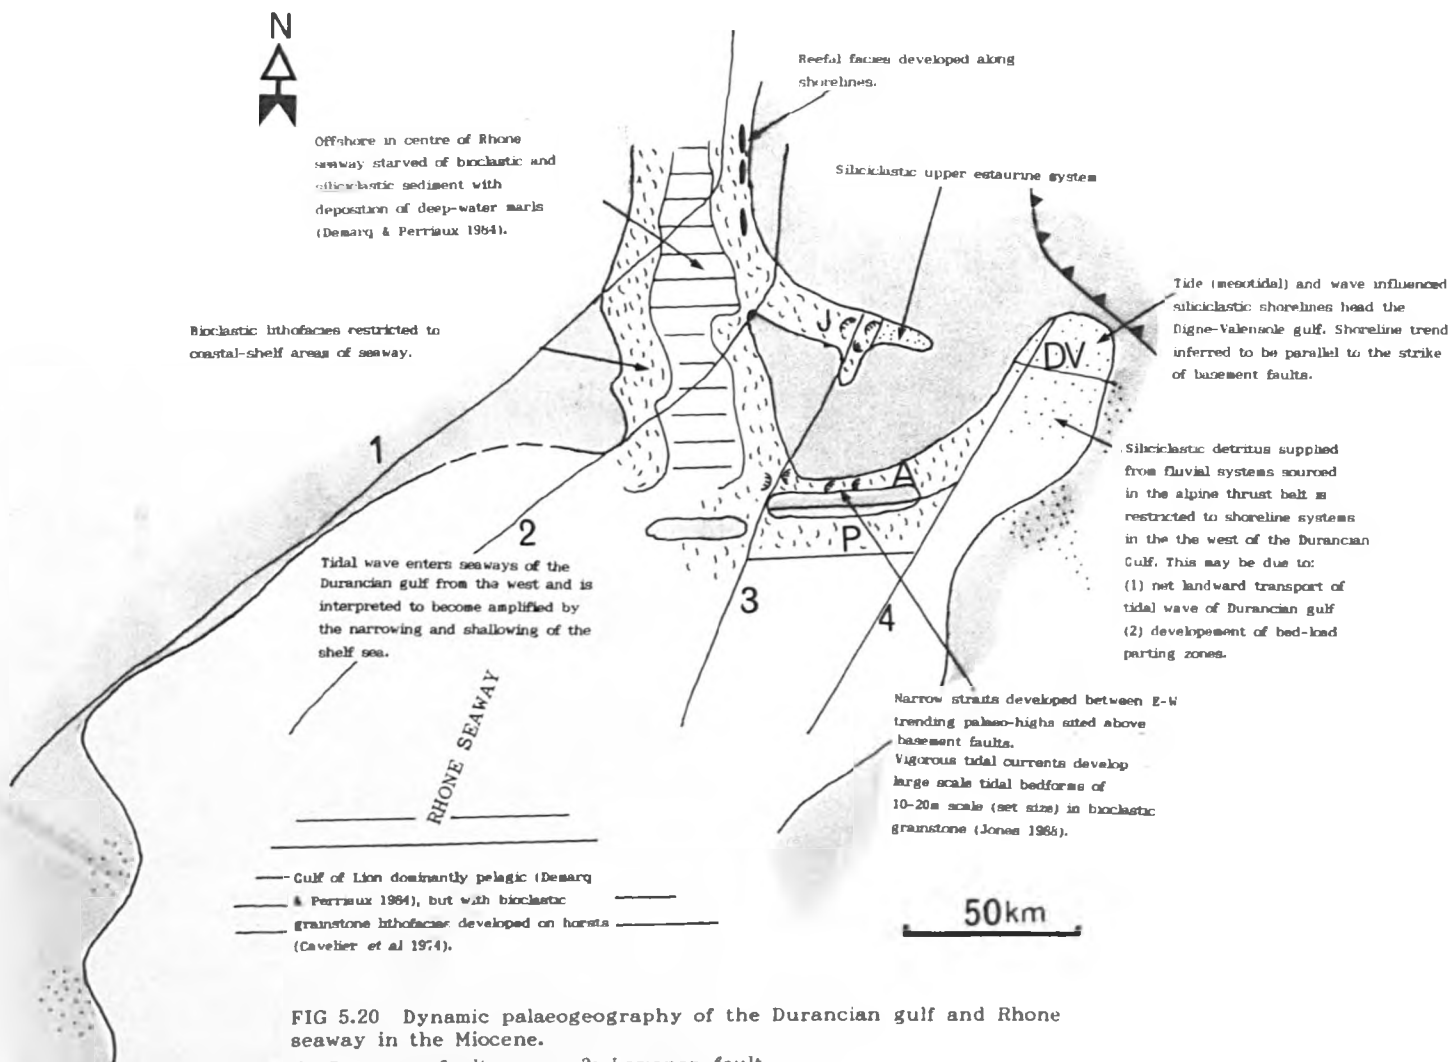 N
Reefal facies developed along
shorelines.
Offshore in centre of Rhone
seaway starved of bioclastic and
siliciclastic sediment with
deposition of deep-water marls
(Demarq & Perriaux 1984).
Siliciclastic upper estaurine system
Tide (mesotidal) and wave influenced
siliciclastic shorelines head the
Digne-Valensole gulf. Shoreline trend
inferred to be parallel to the strike
of basement faults.
Bioclastic lithofacies restricted to
coastal-shelf areas of seaway.
J
DV
1
Siliciclastic detritus supplied
from fluvial systems sourced
in the alpine thrust belt is
restricted to shoreline systems
in the the west of the Durancian
Gulf. This may be due to:
(1) net landward transport of
tidal wave of Durancian gulf
(2) developement of bed-load
parting zones.
A
2
P
Tidal wave enters seaways of the
Durancian gulf from the west and is
interpreted to become amplified by
the narrowing and shallowing of the
shelf sea.
3
4
RHONE SEAWAY
Narrow straits developed between E-W
trending palaeo-highs sited above
basement faults.
Vigorous tidal currents develop
large scale tidal bedforms of
10-20m scale (set size) in bioclastic
grainstone (Jones 1988).
Gulf of Lion dominantly pelagic (Demarq
& Perriaux 1984), but with bioclastic
grainstone lithofacies developed on horsts
(Cavelier et al 1974).
50km
FIG 5.20 Dynamic palaeogeography of the Durancian gulf and Rhone
seaway in the Miocene.